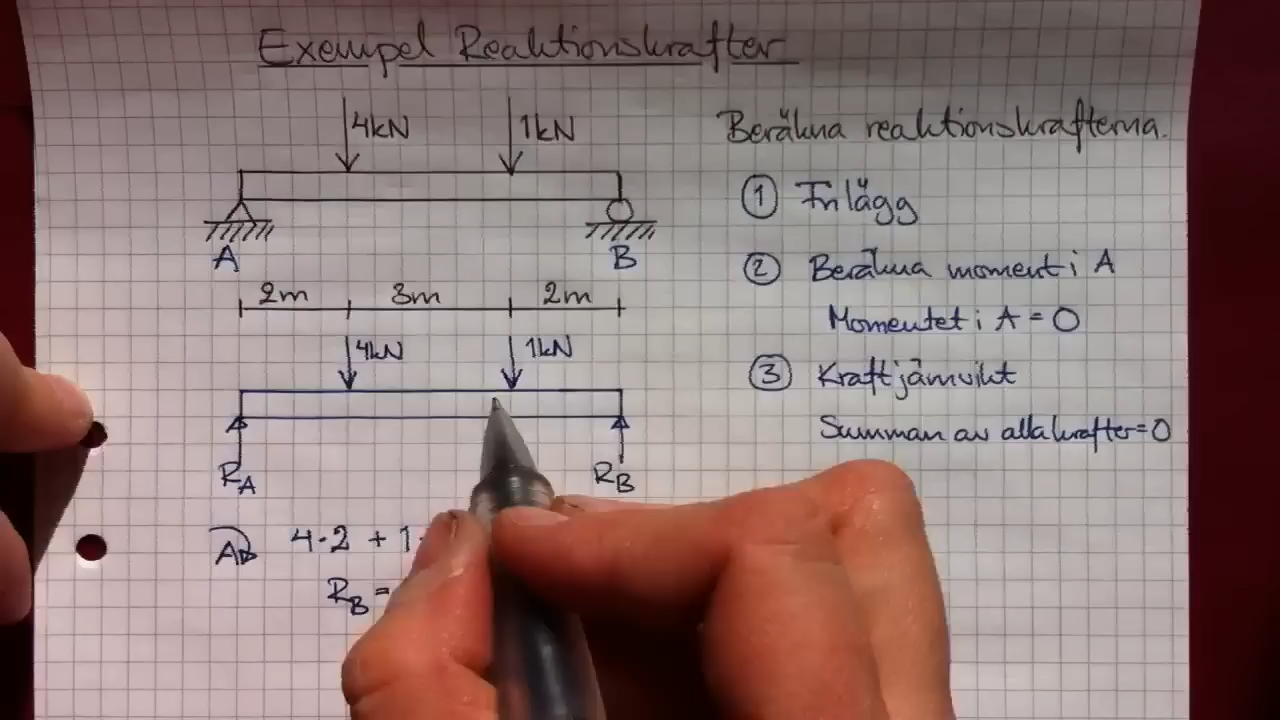 Exempel Reaktionskrafter
4kN 1kN
A B
2m 3m 2m
4kN 1kN
RA RB
A 4·2 + 1·
RB =
Beräkna reaktionskrafterna.
① Frilägg
② Beräkna moment i A
Momentet i A = 0
③ Kraftjämvikt
Summan av alla krafter=0